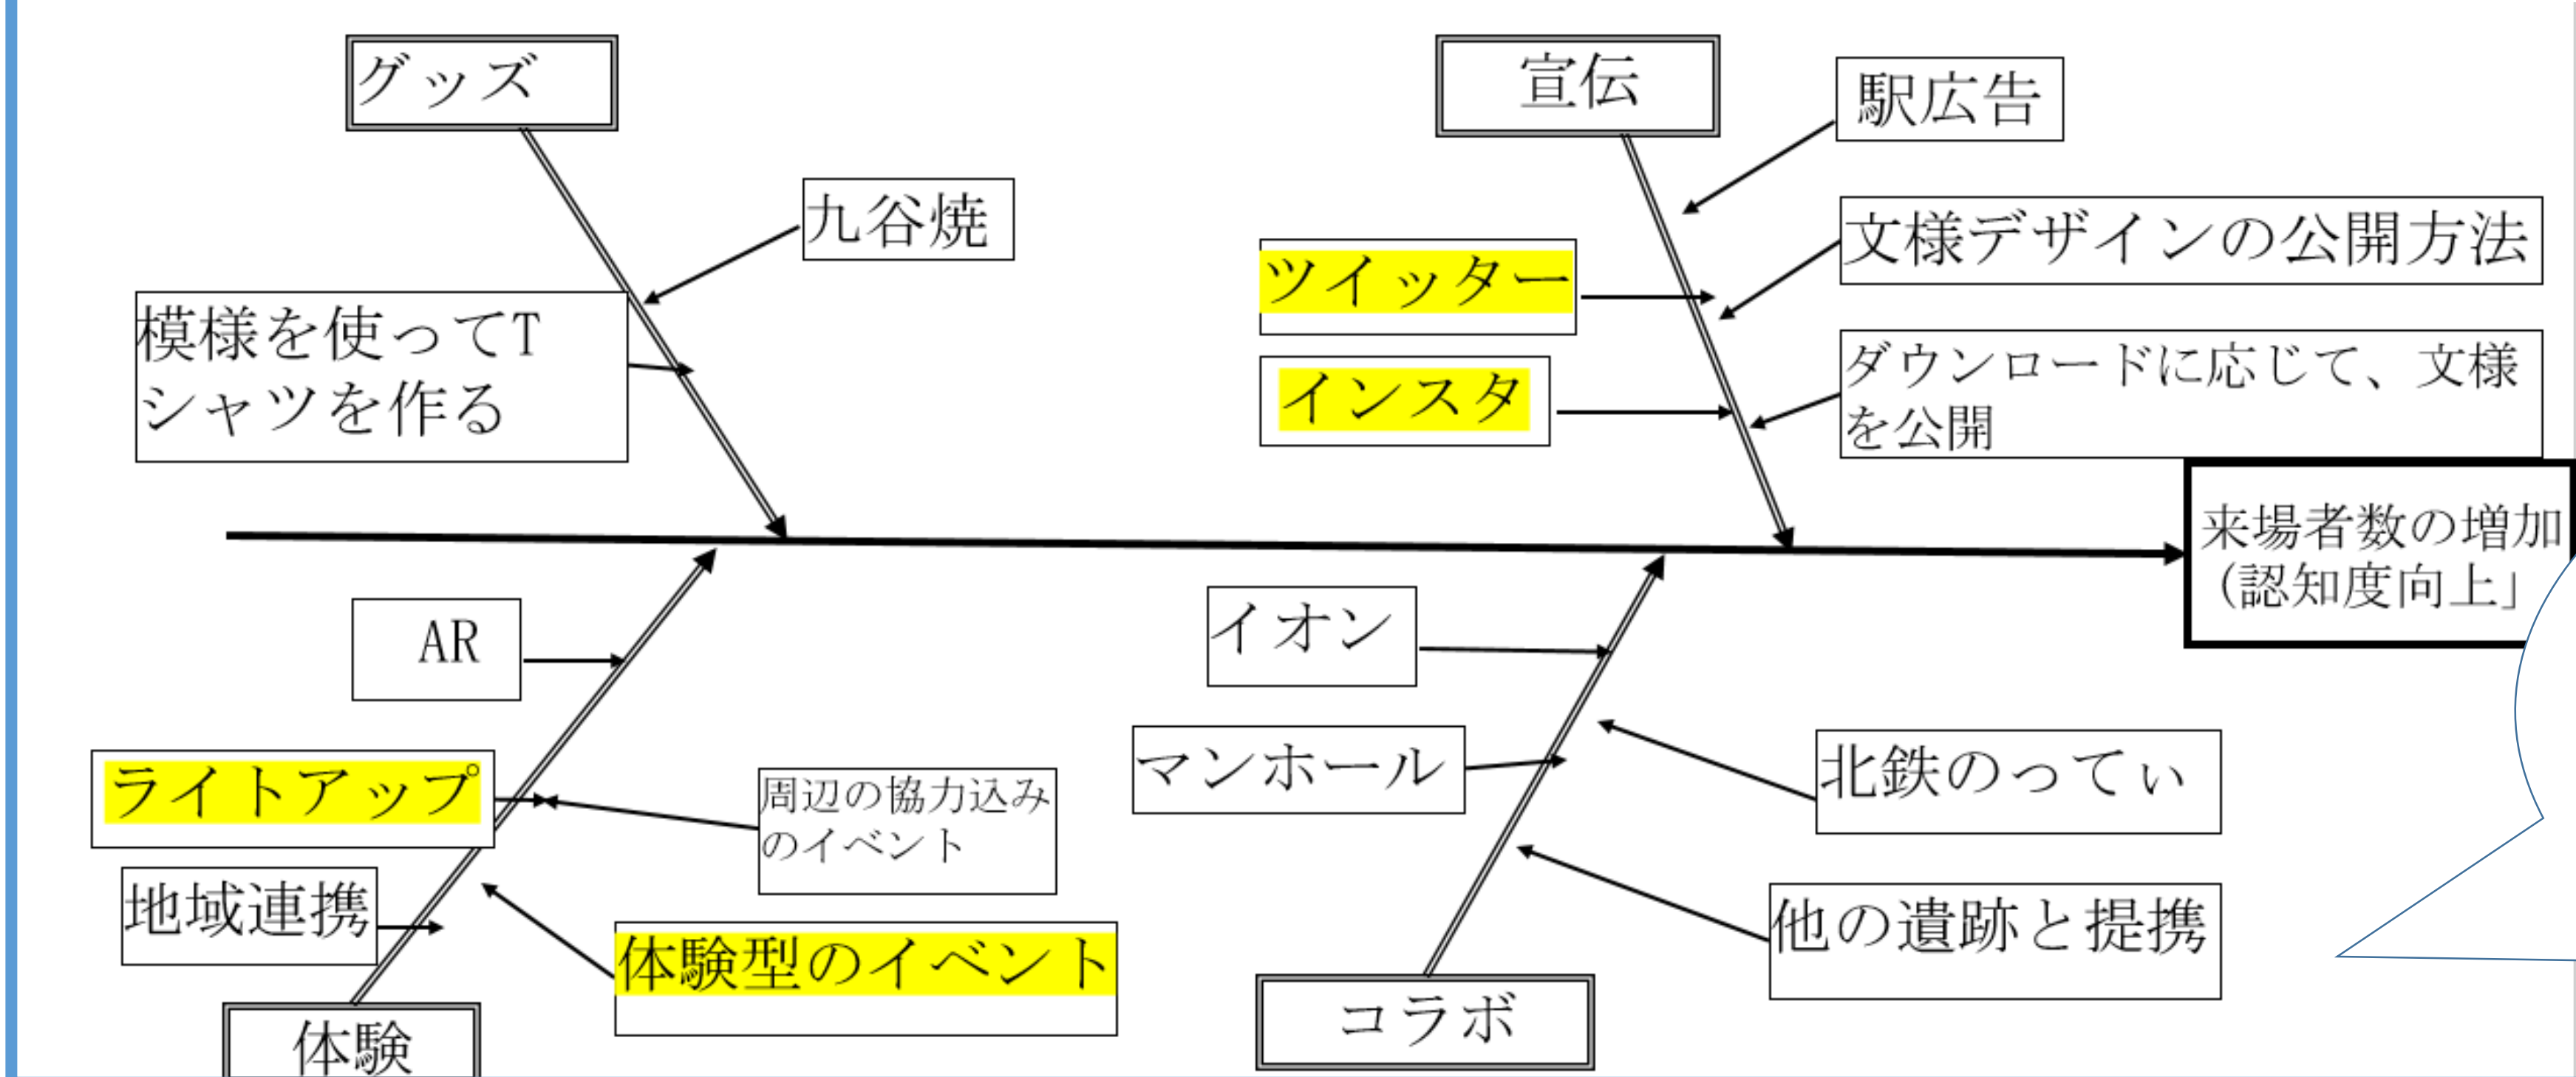 グッズ
九谷焼
模様を使ってT
シャツを作る
宣伝
駅広告
文様デザインの公開方法
ツイッター
インスタ
ダウンロードに応じて、文様
を公開
来場者数の増加
(認知度向上」
AR
ライトアップ
周辺の協力込み
のイベント
地域連携
体験型のイベント
体験
イオン
マンホール
北鉄のってぃ
他の遺跡と提携
コラボ